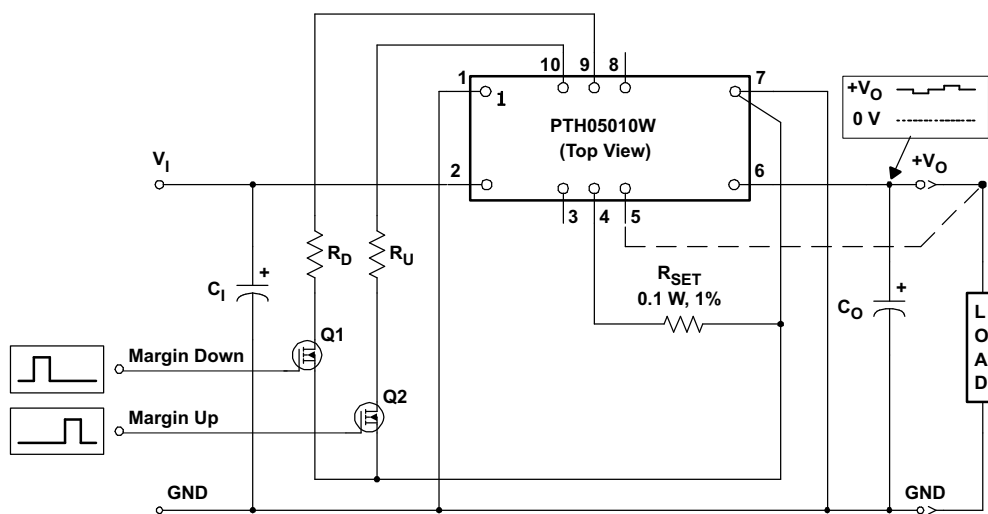 10
9
8
1
7
1
+VO
0 V
PTH05010W
(Top View)
VI
2
6
+VO
3
4
5
RD
RU
RSET
0.1 W, 1%
CI
+
+
CO
L
O
A
D
Q1
Margin Down
Q2
Margin Up
GND
GND